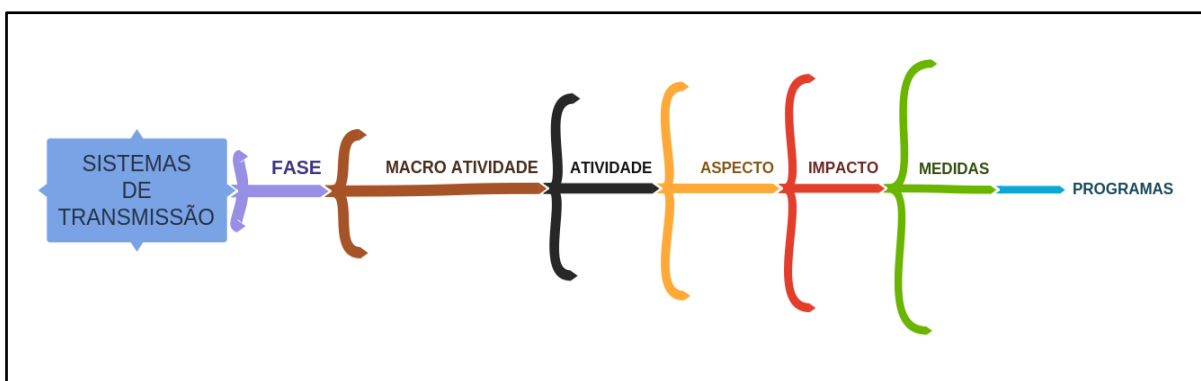 SISTEMAS
DE
TRANSMISSÃO
FASE
MACRO ATIVIDADE
ATIVIDADE
ASPECTO
IMPACTO
MEDIDAS
PROGRAMAS